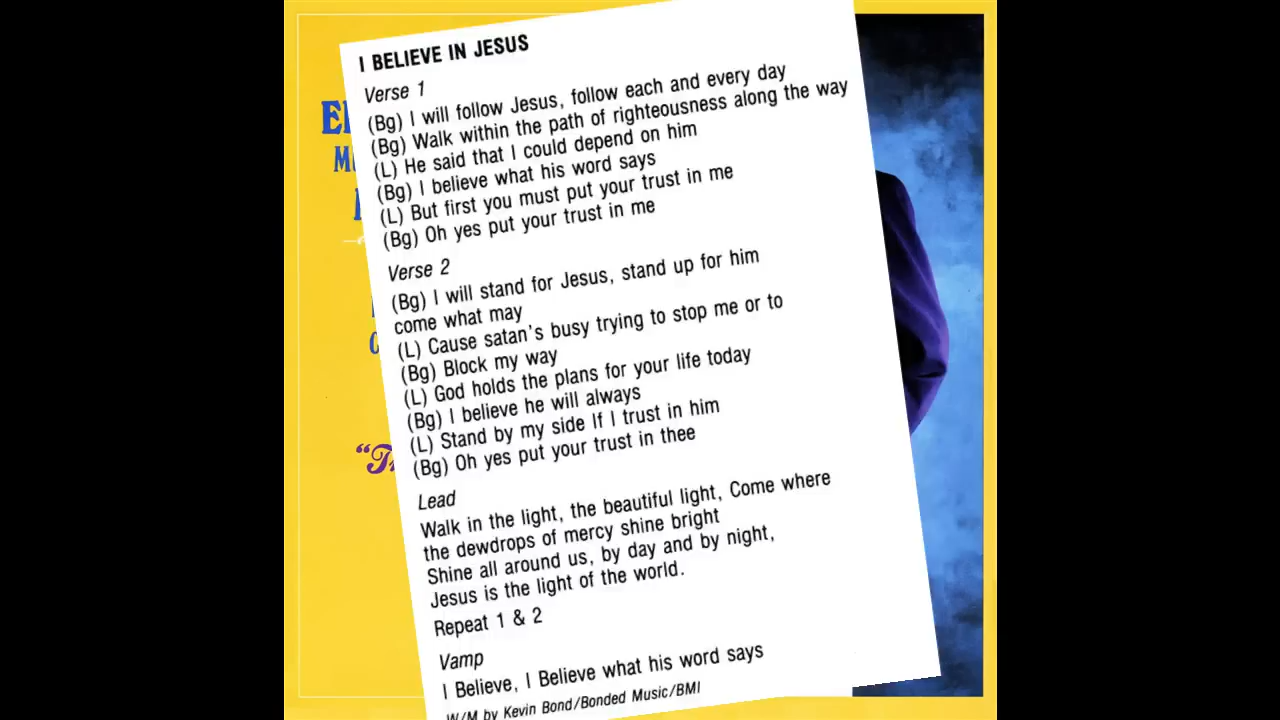 I BELIEVE IN JESUS
Verse 1
(Bg) I will follow Jesus, follow each and every day
(Bg) Walk within the path of righteousness along the way
(L) He said that I could depend on him
(Bg) I believe what his word says
(L) But first you must put your trust in me
(Bg) Oh yes put your trust in me
Verse 2
(Bg) I will stand for Jesus, stand up for him
come what may
(L) Cause satan's busy trying to stop me or to
(Bg) Block my way
(L) God holds the plans for your life today
(Bg) I believe he will always
(L) Stand by my side If I trust in him
(Bg) Oh yes put your trust in thee
Lead
Walk in the light, the beautiful light, Come where
the dewdrops of mercy shine bright
Shine all around us, by day and by night,
Jesus is the light of the world.
Repeat 1 & 2
Vamp
I Believe, I Believe what his word says
W/M by Kevin Bond/Bonded Music/BMI